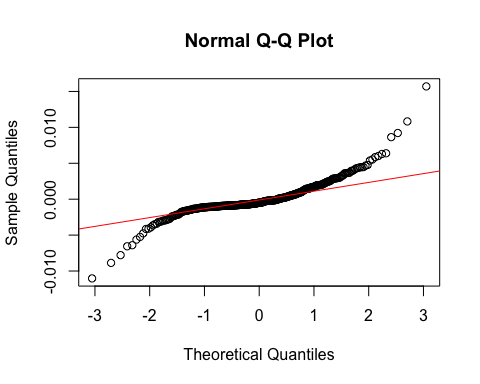 Normal Q-Q Plot
Sample Quantiles
0.010
0.000
-0.010
-3 -2 -1 0 1 2 3
Theoretical Quantiles